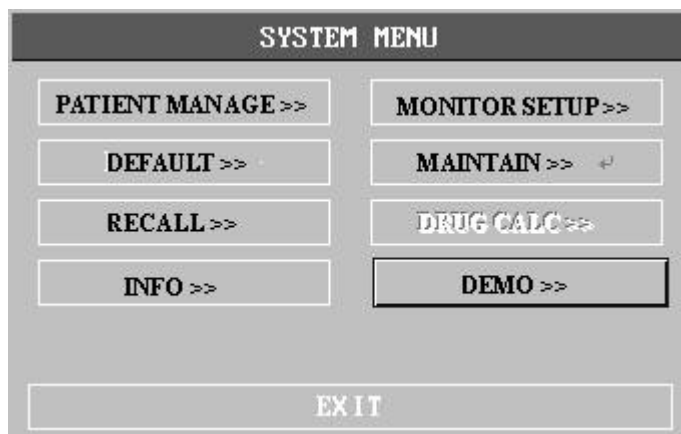 SYSTEM MENU
PATIENT MANAGE >> MONITOR SETUP >>
DEFAULT >> MAINTAIN >> ↵
RECALL >> DRUG CALC >>
INFO >> DEMO >>
EXIT